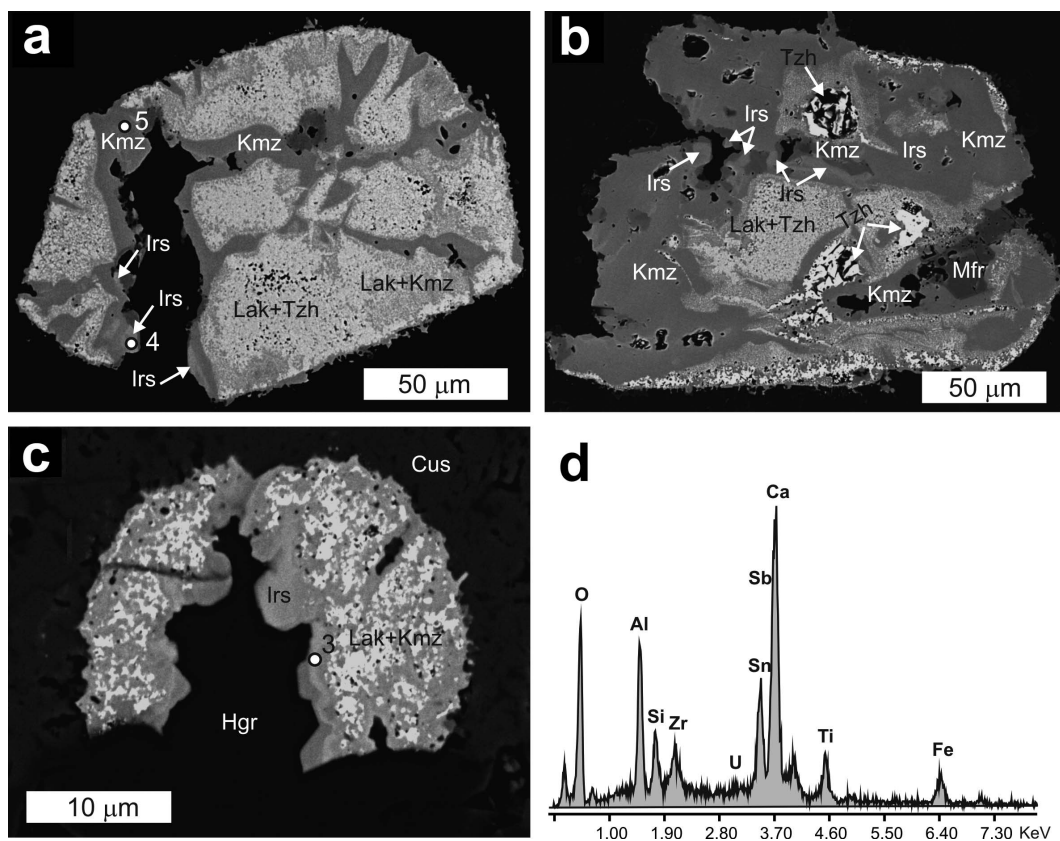 a
5
Kmz
Kmz
Irs
Irs
4
Irs
Lak+Tzh
Lak+Kmz
50 μm
b
Tzh
Irs
Kmz
Irs
Kmz
Irs
Irs
Lak+Tzh
Tzh
Kmz
Mfr
Kmz
50 μm
c
Cus
Irs
3
Lak+Kmz
Hgr
10 μm
d
Ca
Sb
O
Al
Sn
Si
Zr
U
Ti
Fe
1.00 1.90 2.80 3.70 4.60 5.50 6.40 7.30 KeV